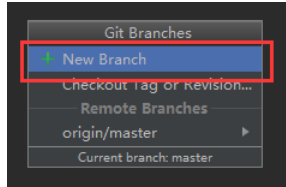 Git Branches
New Branch
Checkout Tag or Revision...
Remote Branches
origin/master
Current branch: master